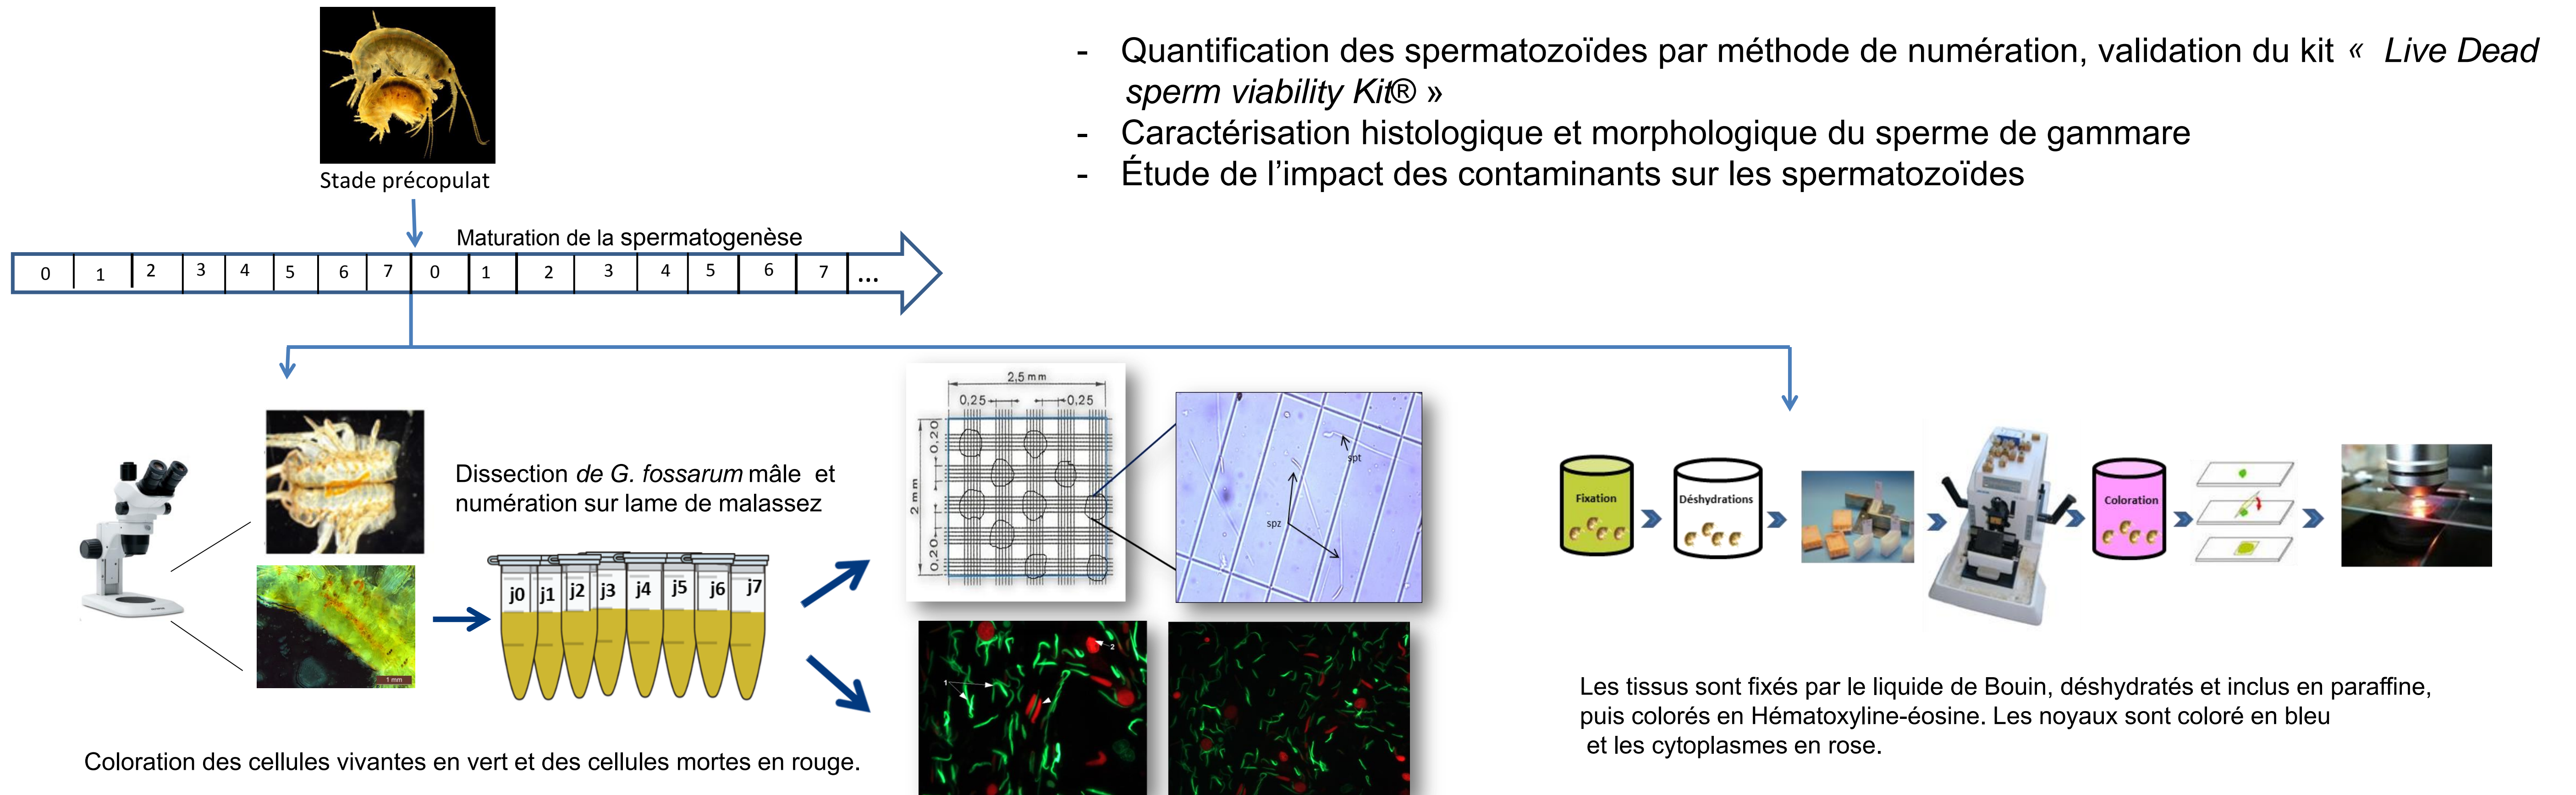 - Quantification des spermatozoïdes par méthode de numération, validation du kit « Live Dead
sperm viability Kit® »
- Caractérisation histologique et morphologique du sperme de gammare
- Étude de l’impact des contaminants sur les spermatozoïdes
Stade précopulat
Maturation de la spermatogenèse
0 1 2 3 4 5 6 7 0 1 2 3 4 5 6 7 ...
Dissection de G. fossarum mâle et
numération sur lame de malassez
1 mm
j0 j1 j2 j3 j4 j5 j6 j7
2,5 mm
0,25 0,25
0,20
2 mm
0,20
spt
spz
1
2
Coloration des cellules vivantes en vert et des cellules mortes en rouge.
Fixation
Déshydrations
Coloration
Les tissus sont fixés par le liquide de Bouin, déshydratés et inclus en paraffine,
puis colorés en Hématoxyline-éosine. Les noyaux sont coloré en bleu
et les cytoplasmes en rose.